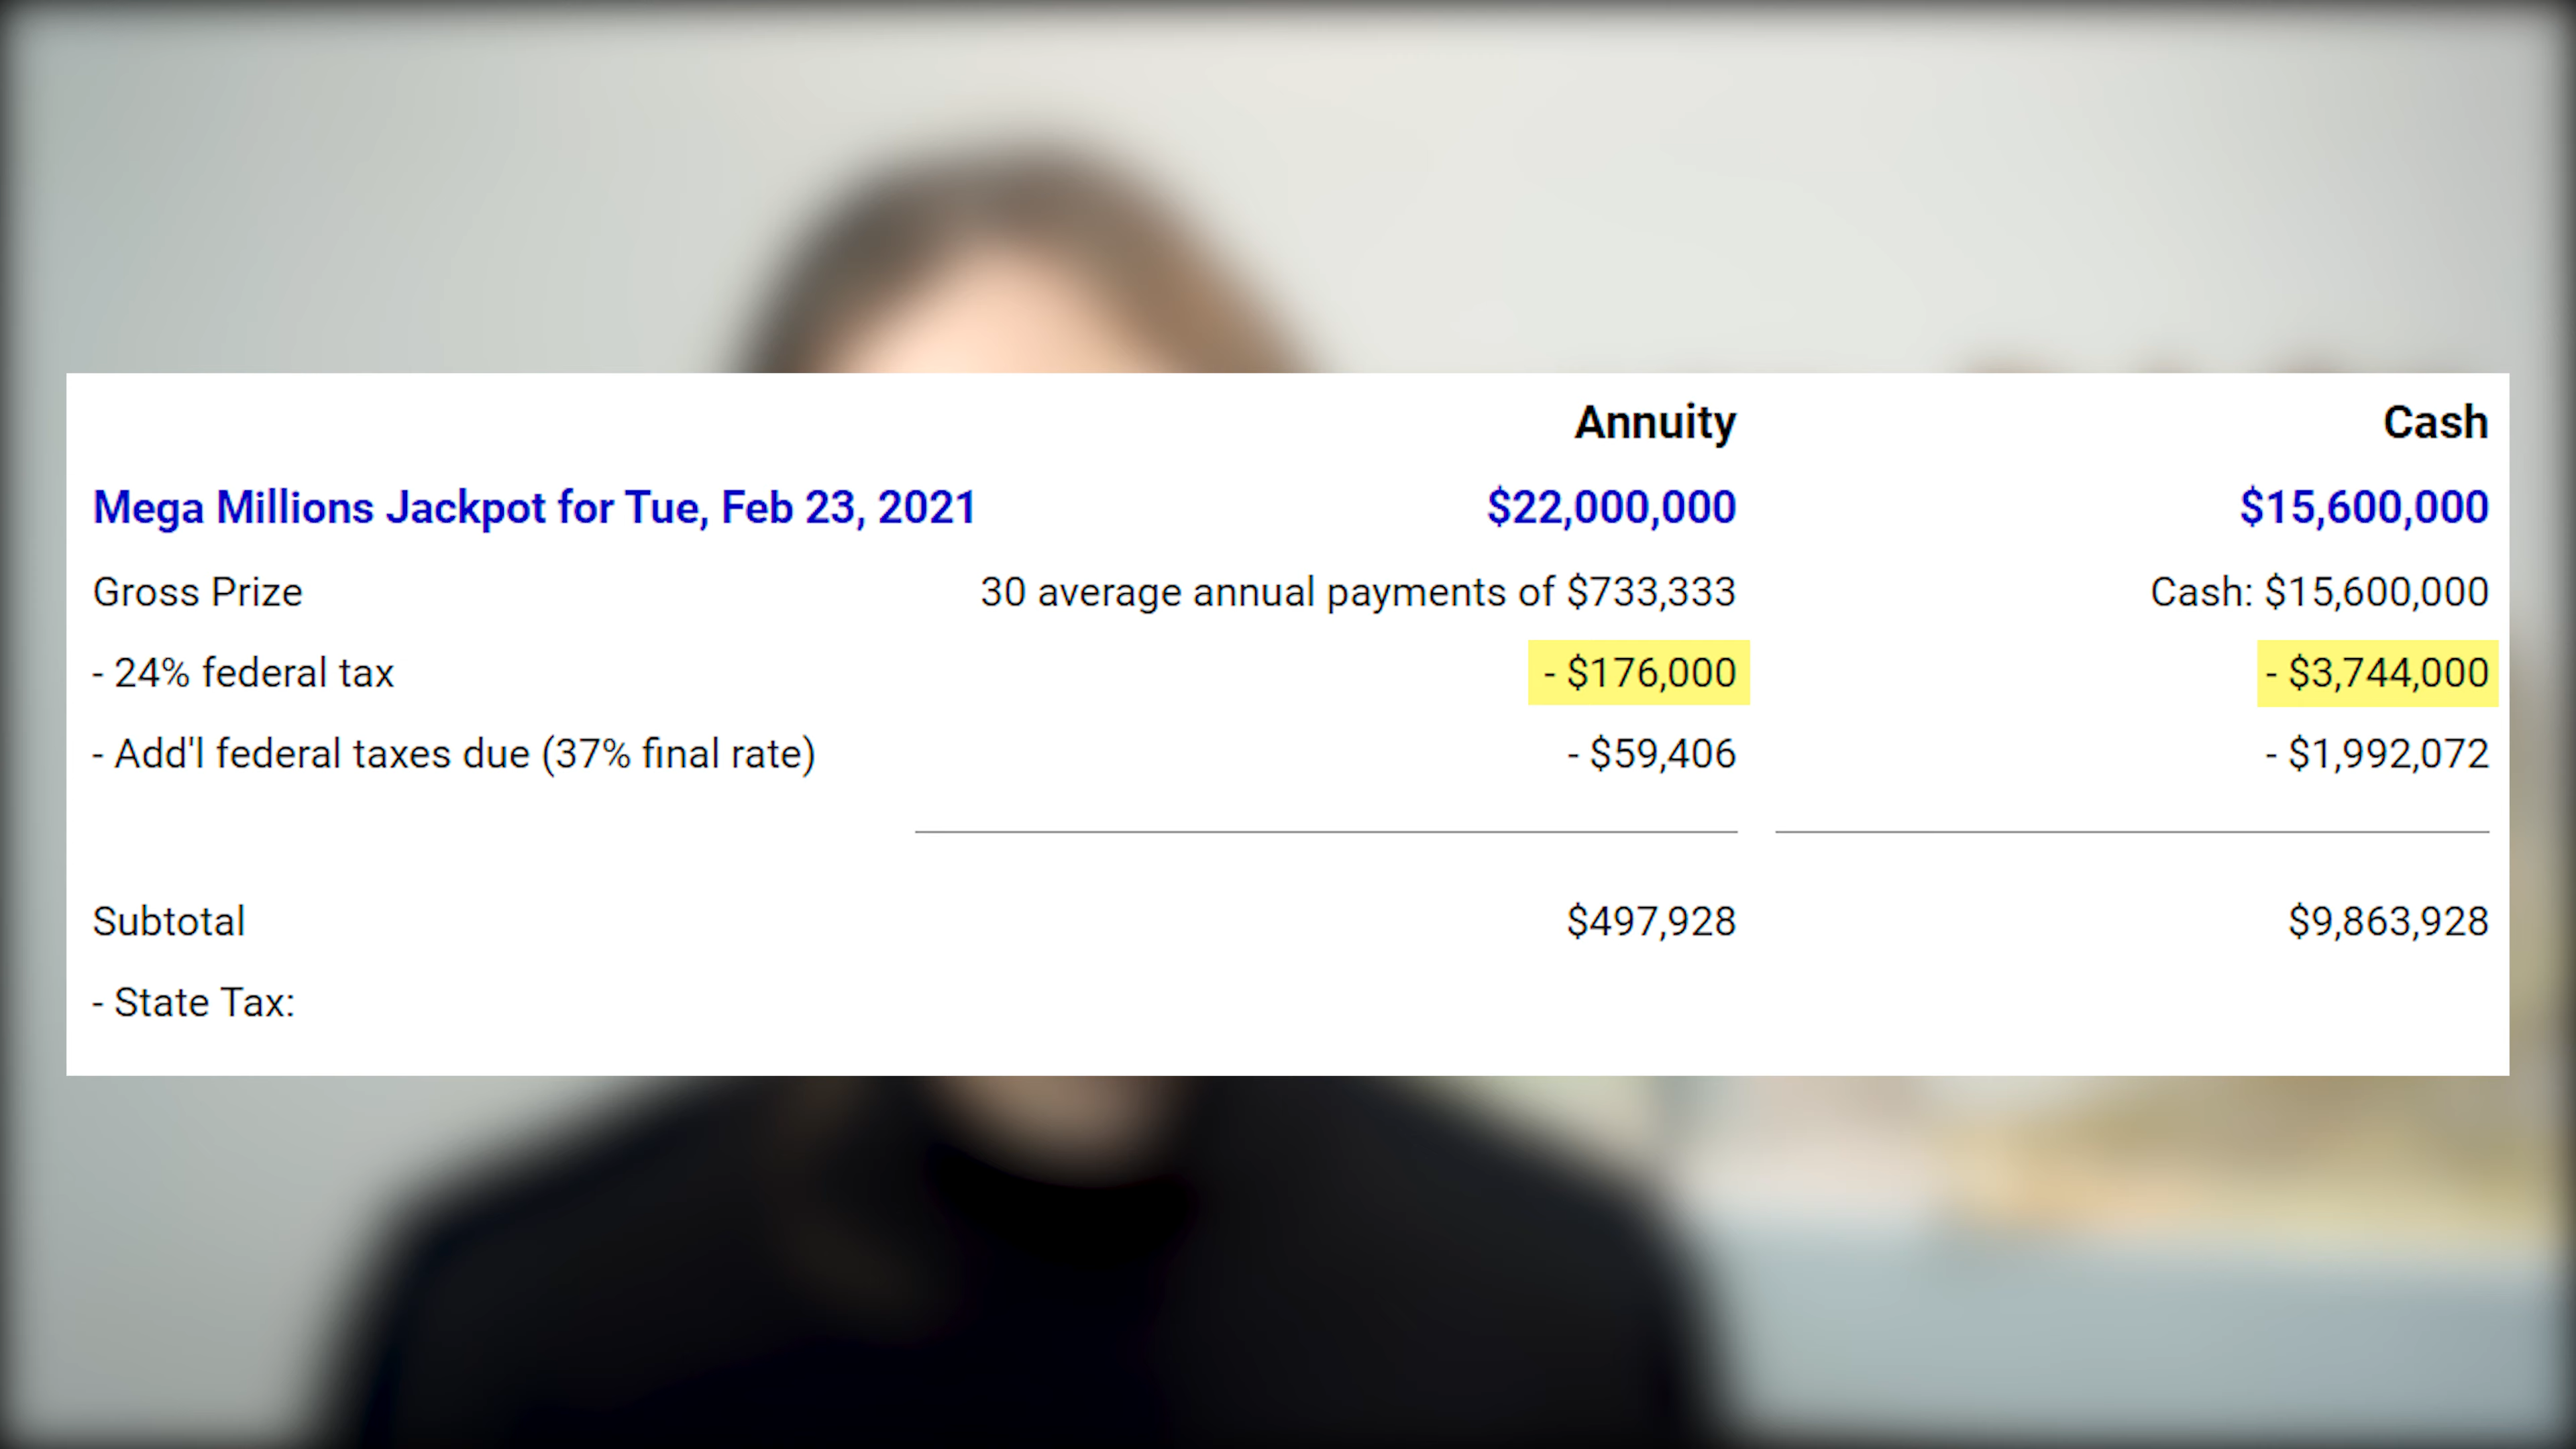 Annuity Cash
Mega Millions Jackpot for Tue, Feb 23, 2021 $22,000,000 $15,600,000
Gross Prize 30 average annual payments of $733,333 Cash: $15,600,000
- 24% federal tax - $176,000 - $3,744,000
- Add'l federal taxes due (37% final rate) - $59,406 - $1,992,072
Subtotal $497,928 $9,863,928
- State Tax: